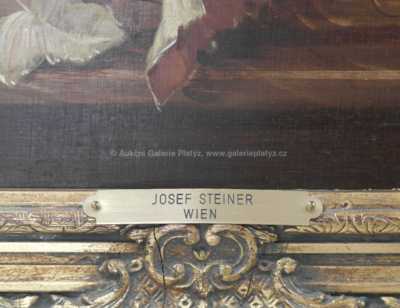 © Aukční Galerie Platýz, www.galerieplatyz.cz
JOSEF STEINER
WIEN